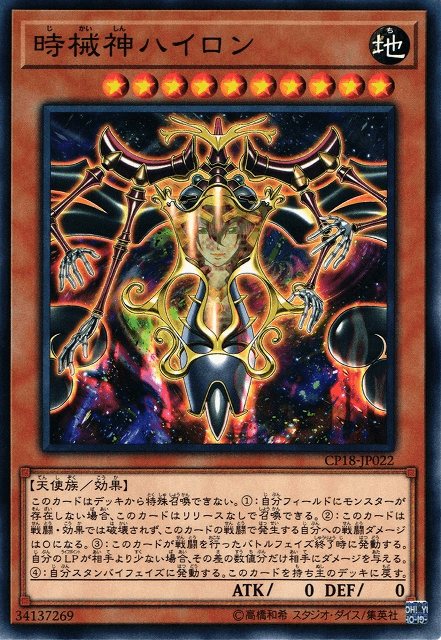 時械神ハイロン
地
CP18-JP022
【天使族／効果】
このカードはデッキから特殊召喚できない。①：自分フィールドにモンスターが
存在しない場合、このカードはリリースなしで召喚できる。②：このカードは
戦闘・効果では破壊されず、このカードの戦闘で発生する自分への戦闘ダメージ
は０になる。③：このカードが戦闘を行ったバトルフェイズ終了時に発動する。
自分のLPが相手より少ない場合、その差の数値分だけ相手にダメージを与える。
④：自分スタンバイフェイズに発動する。このカードを持ち主のデッキに戻す。
ATK/ 0 DEF/ 0
34137269 ©高橋和希 スタジオ・ダイス/集英社